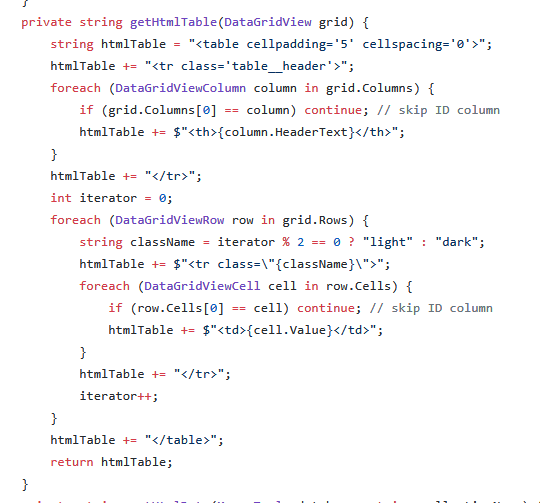 }
private string getHtmlTable(DataGridView grid) {
    string htmlTable = "<table cellpadding='5' cellspacing='0'>";
    htmlTable += "<tr class='table__header'>";
    foreach (DataGridViewColumn column in grid.Columns) {
        if (grid.Columns[0] == column) continue; // skip ID column
        htmlTable += $"<th>{column.HeaderText}</th>";
    }
    htmlTable += "</tr>";
    int iterator = 0;
    foreach (DataGridViewRow row in grid.Rows) {
        string className = iterator % 2 == 0 ? "light" : "dark";
        htmlTable += $"<tr class=\"{className}\">";
        foreach (DataGridViewCell cell in row.Cells) {
            if (row.Cells[0] == cell) continue; // skip ID column
            htmlTable += $"<td>{cell.Value}</td>";
        }
        htmlTable += "</tr>";
        iterator++;
    }
    htmlTable += "</table>";
    return htmlTable;
}